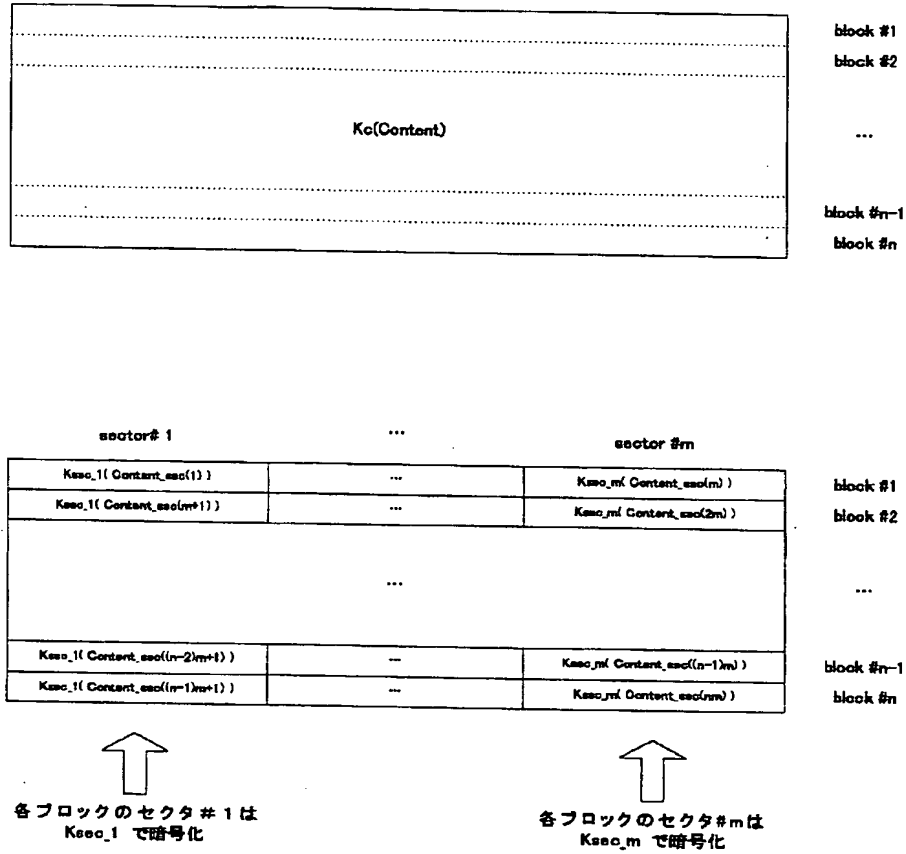 block #1
block #2
Kc(Content)
...
block #n-1
block #n
sector# 1
...
sector #m
Ksec_1( Content_sec(1) )
...
Ksec_m( Content_sec(m) )
block #1
Ksec_1( Content_sec(m+1) )
...
Ksec_m( Content_sec(2m) )
block #2
...
...
Ksec_1( Content_sec((n-2)m+1) )
...
Ksec_m( Content_sec((n-1)m) )
block #n-1
Ksec_1( Content_sec((n-1)m+1) )
...
Ksec_m( Content_sec(nm) )
block #n
各ブロックのセクタ#1は
Ksec_1 で暗号化
各ブロックのセクタ#mは
Ksec_m で暗号化